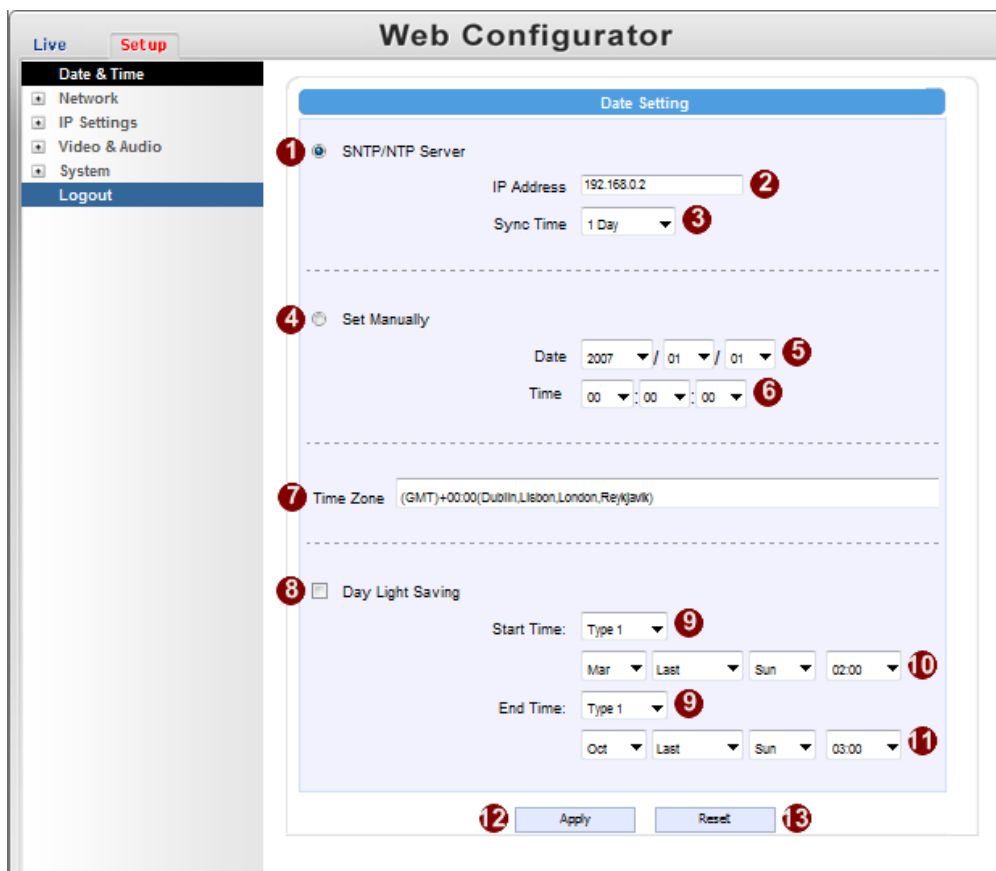 Web Configurator
Live Setup
Date & Time
Network
IP Settings
Video & Audio
System
Logout
Date Setting
1 SNTP/NTP Server
IP Address 192.168.0.2 2
Sync Time 1 Day 3
4 Set Manually
Date 2007 / 01 / 01 5
Time 00 : 00 : 00 6
7 Time Zone (GMT)+00:00(Dublin,Lisbon,London,Reykjavik)
8 Day Light Saving
Start Time: Type 1 9
Mar Last Sun 02:00 10
End Time: Type 1 9
Oct Last Sun 03:00 11
12 Apply Reset 13